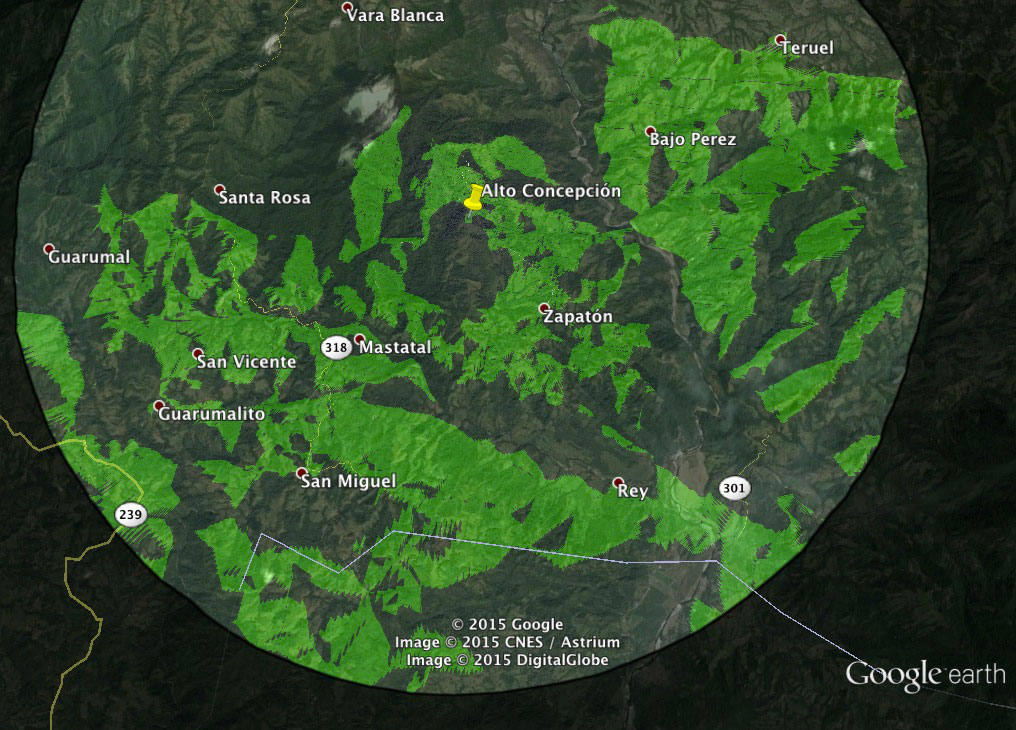 Vara Blanca
Teruel
Bajo Perez
Alto Concepción
Santa Rosa
Guarumal
Zapatón
318
Mastatal
San Vicente
Guarumalito
San Miguel
Rey
301
239
© 2015 Google
Image © 2015 CNES / Astrium
Image © 2015 DigitalGlobe
Google earth